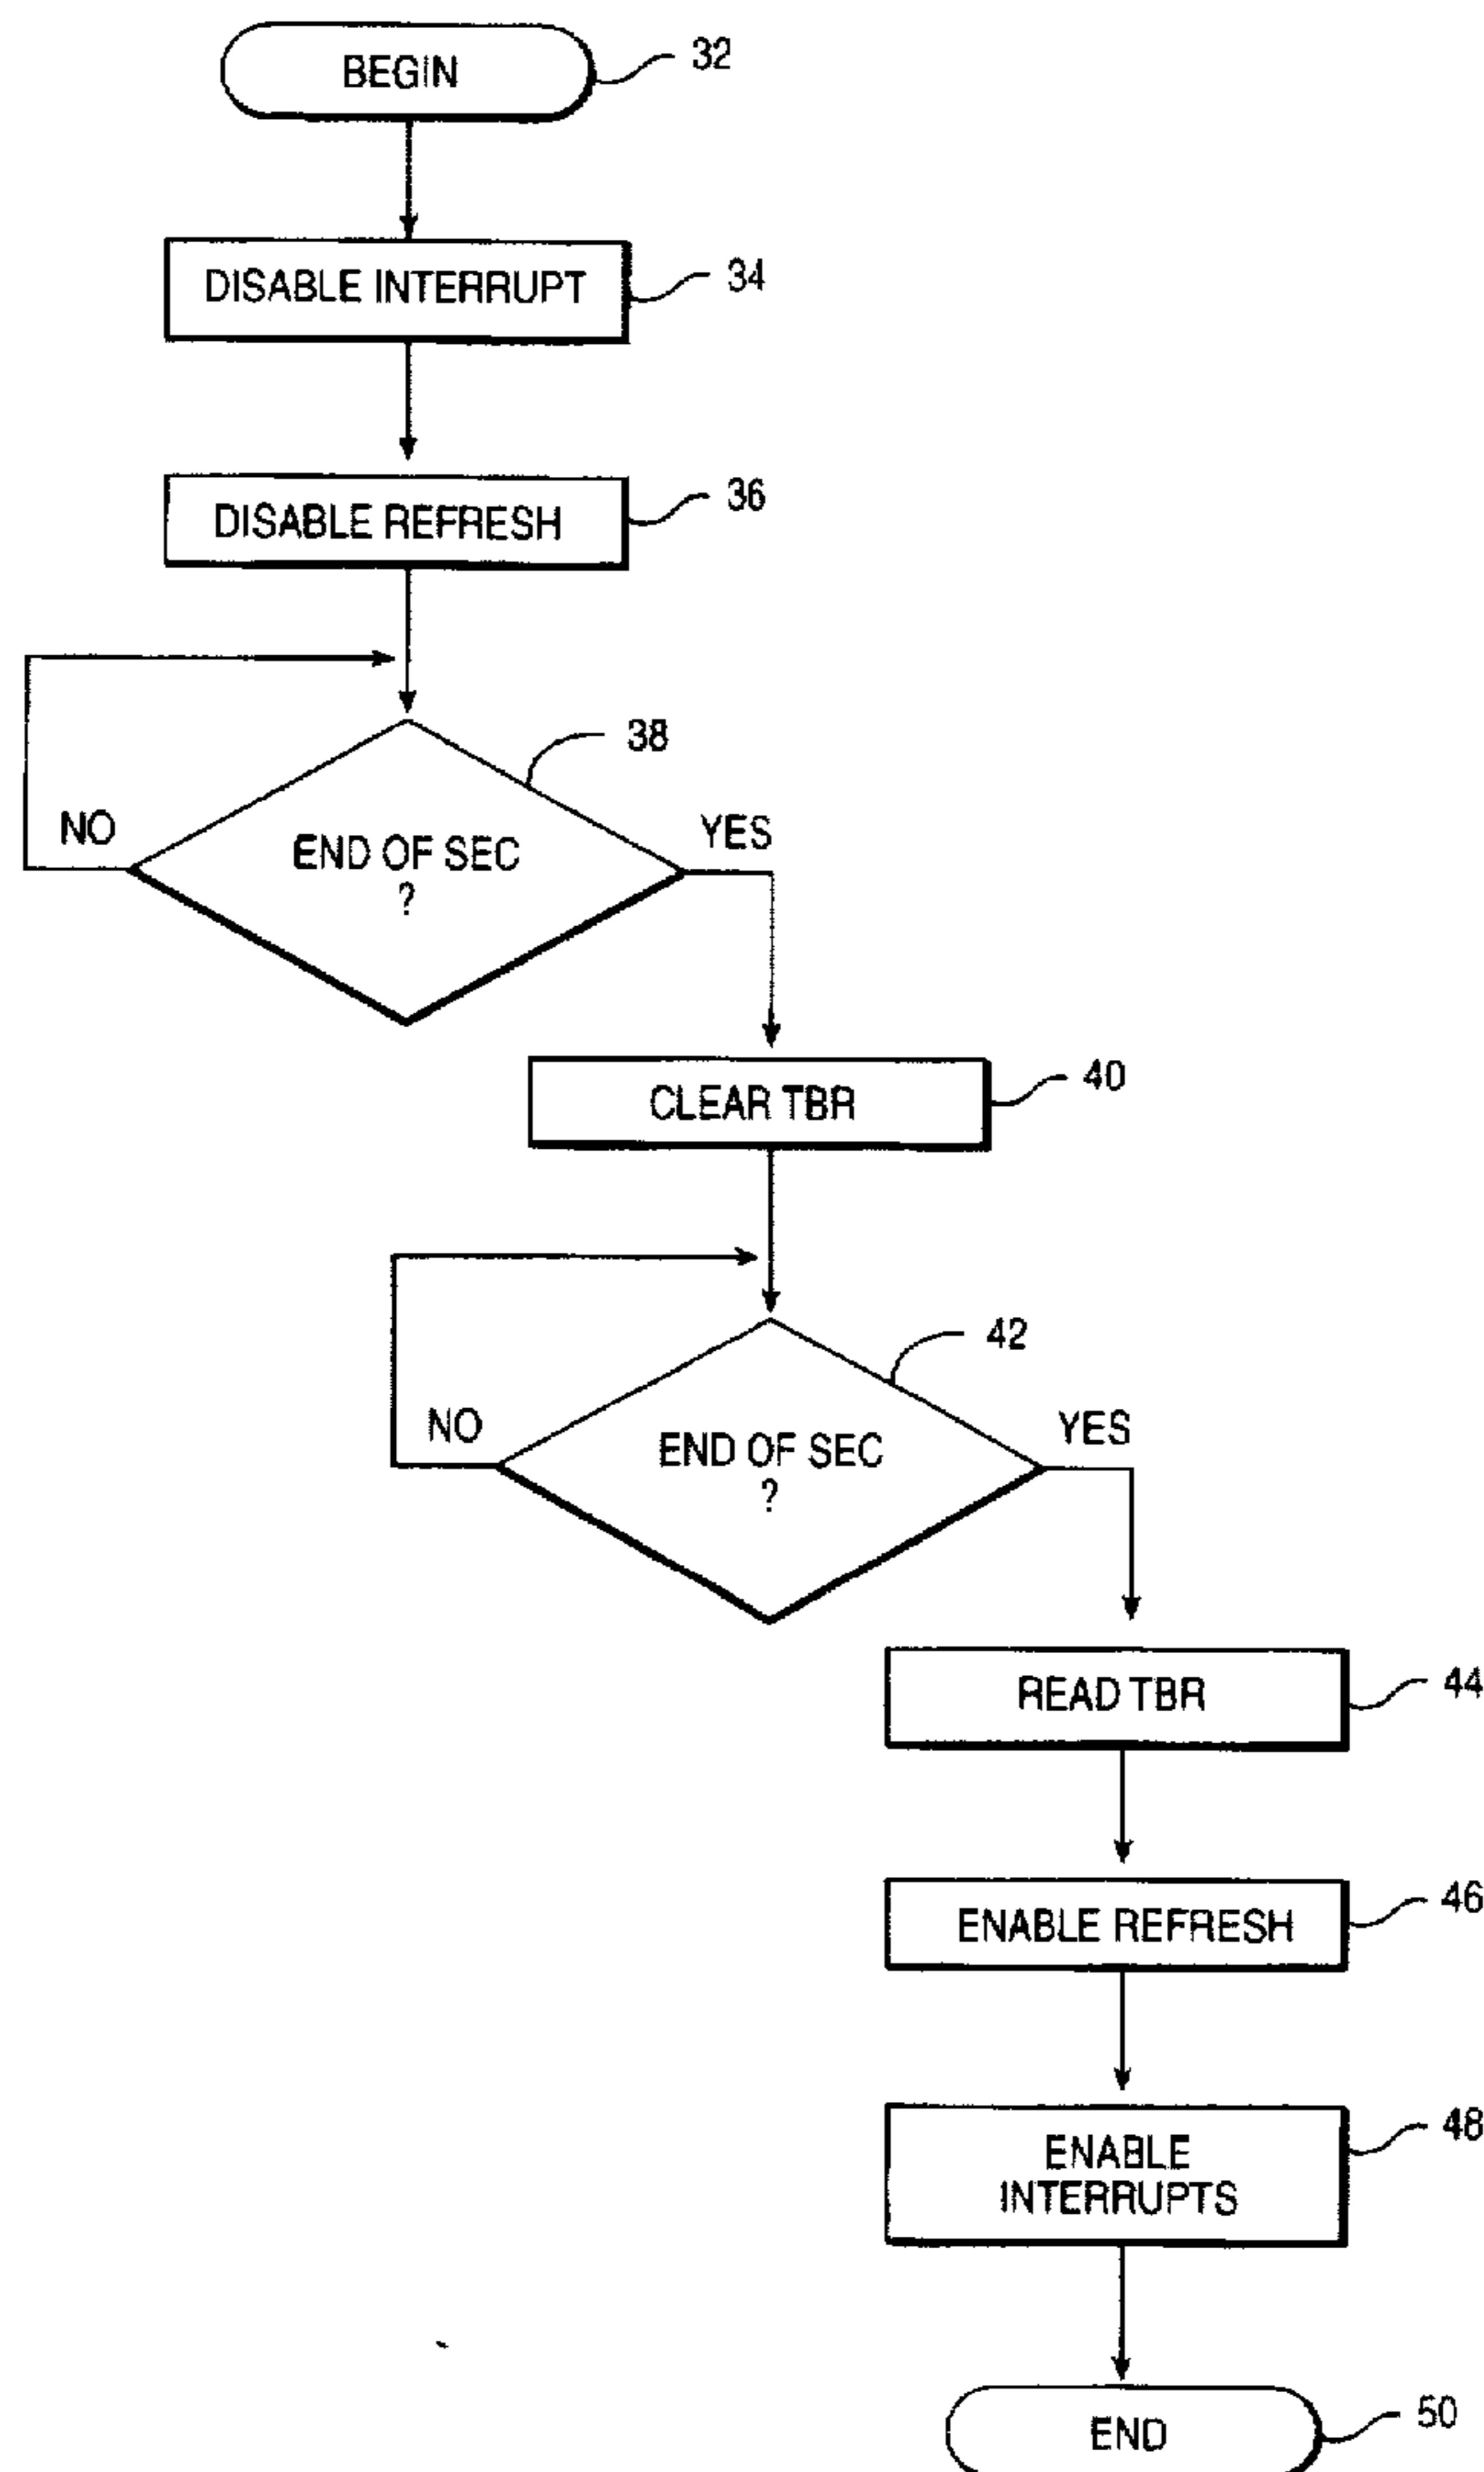 BEGIN
32
DISABLE INTERRUPT
34
DISABLE REFRESH
36
38
NO
END OF SEC
?
YES
CLEAR TBR
40
42
NO
END OF SEC
?
YES
READ TBR
44
ENABLE REFRESH
46
ENABLE
INTERRUPTS
48
END
50